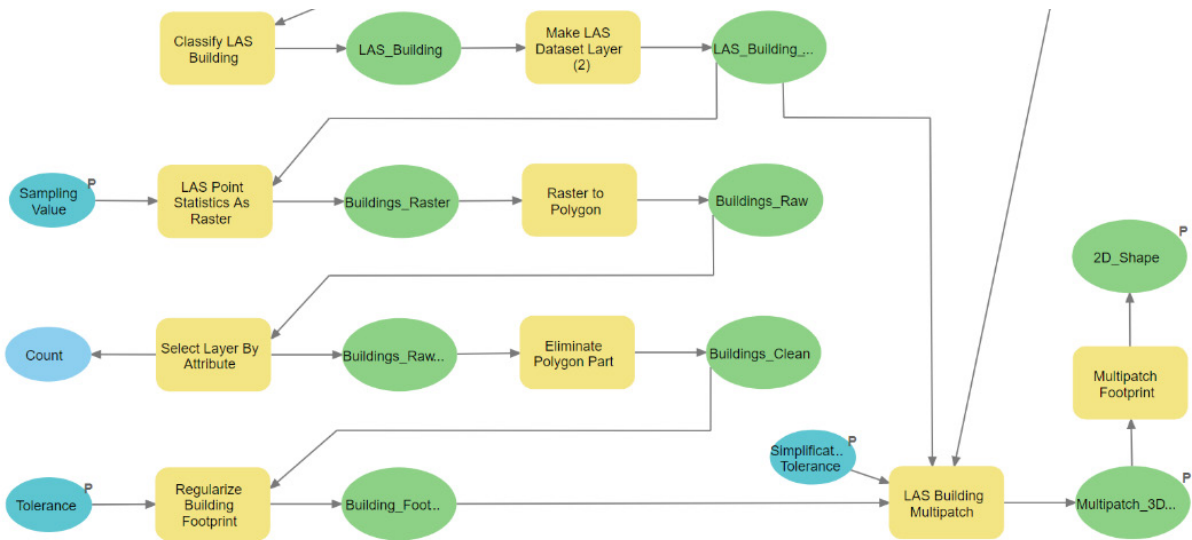 Classify LAS
Building
LAS_Building
Make LAS
Dataset Layer
(2)
LAS_Building_...
Sampling
Value
P
LAS Point
Statistics As
Raster
Buildings_Raster
Raster to
Polygon
Buildings_Raw
2D_Shape
P
Count
Select Layer By
Attribute
Buildings_Raw...
Eliminate
Polygon Part
Buildings_Clean
Multipatch
Footprint
Simplificat...
Tolerance
P
Tolerance
P
Regularize
Building
Footprint
Building_Foot...
LAS Building
Multipatch
Multipatch_3D...
P